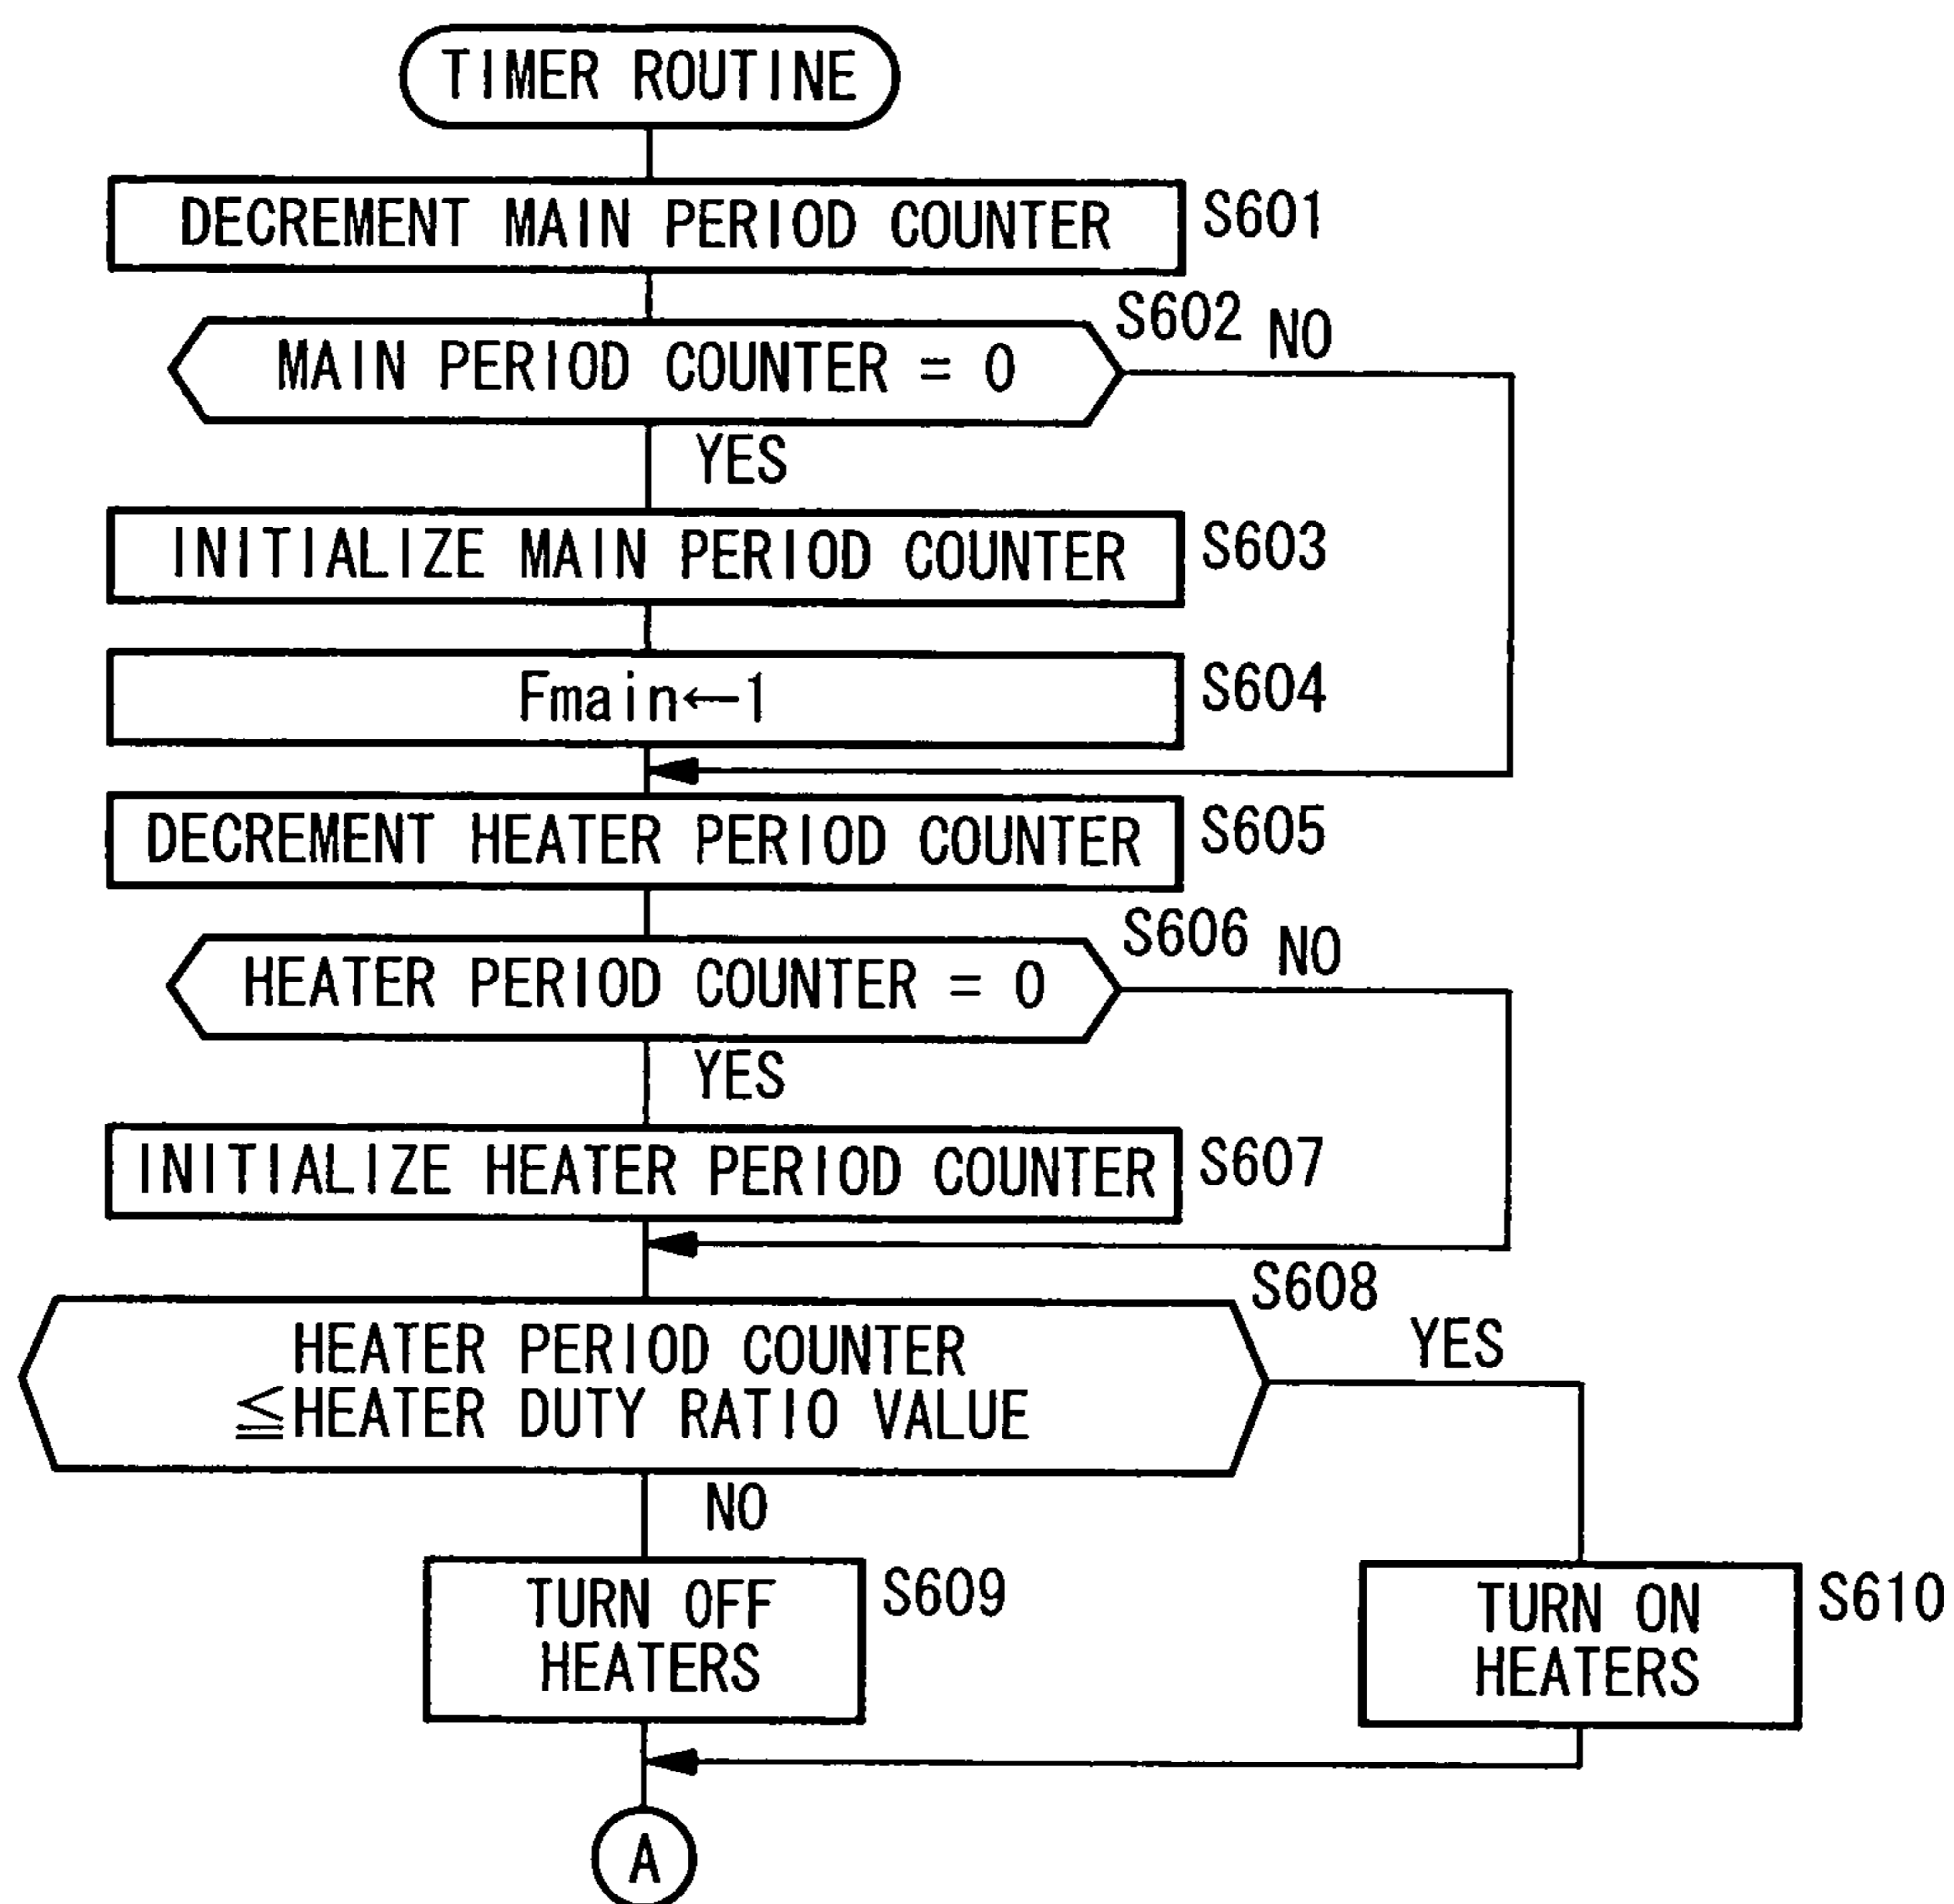 TIMER ROUTINE
DECREMENT MAIN PERIOD COUNTER
S601
S602
NO
MAIN PERIOD COUNTER = 0
YES
INITIALIZE MAIN PERIOD COUNTER
S603
Fmain←1
S604
DECREMENT HEATER PERIOD COUNTER
S605
S606
NO
HEATER PERIOD COUNTER = 0
YES
INITIALIZE HEATER PERIOD COUNTER
S607
S608
HEATER PERIOD COUNTER
≦HEATER DUTY RATIO VALUE
YES
NO
TURN OFF
HEATERS
S609
TURN ON
HEATERS
S610
A